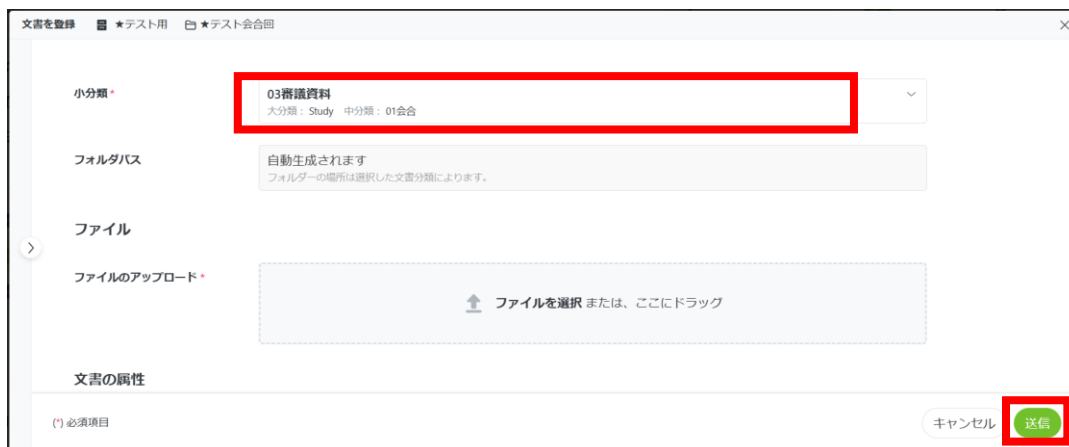 文書を登録 ★テスト用 ★テスト会合回
小分類*
03審議資料
大分類： Study 中分類： 01会合
フォルダパス
自動生成されます
フォルダーの場所は選択した文書分類によります。
ファイル
ファイルのアップロード*
ファイルを選択 または、ここにドラッグ
文書の属性
(*) 必須項目
キャンセル
送信